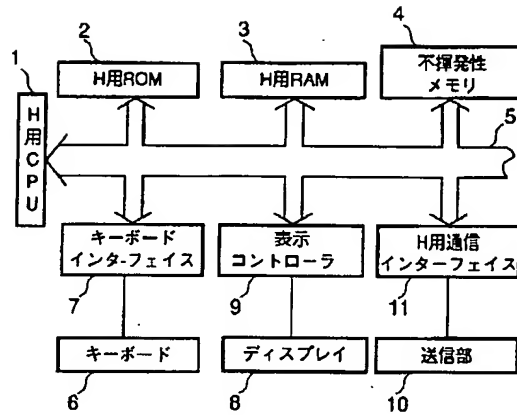 2
3
4
1
H用ROM
H用RAM
不揮発性
メモリ
5
H用CPU
キーボード
インターフェイス
表示
コントローラ
H用通信
インターフェイス
7
9
11
キーボード
ディスプレイ
送信部
6
8
10